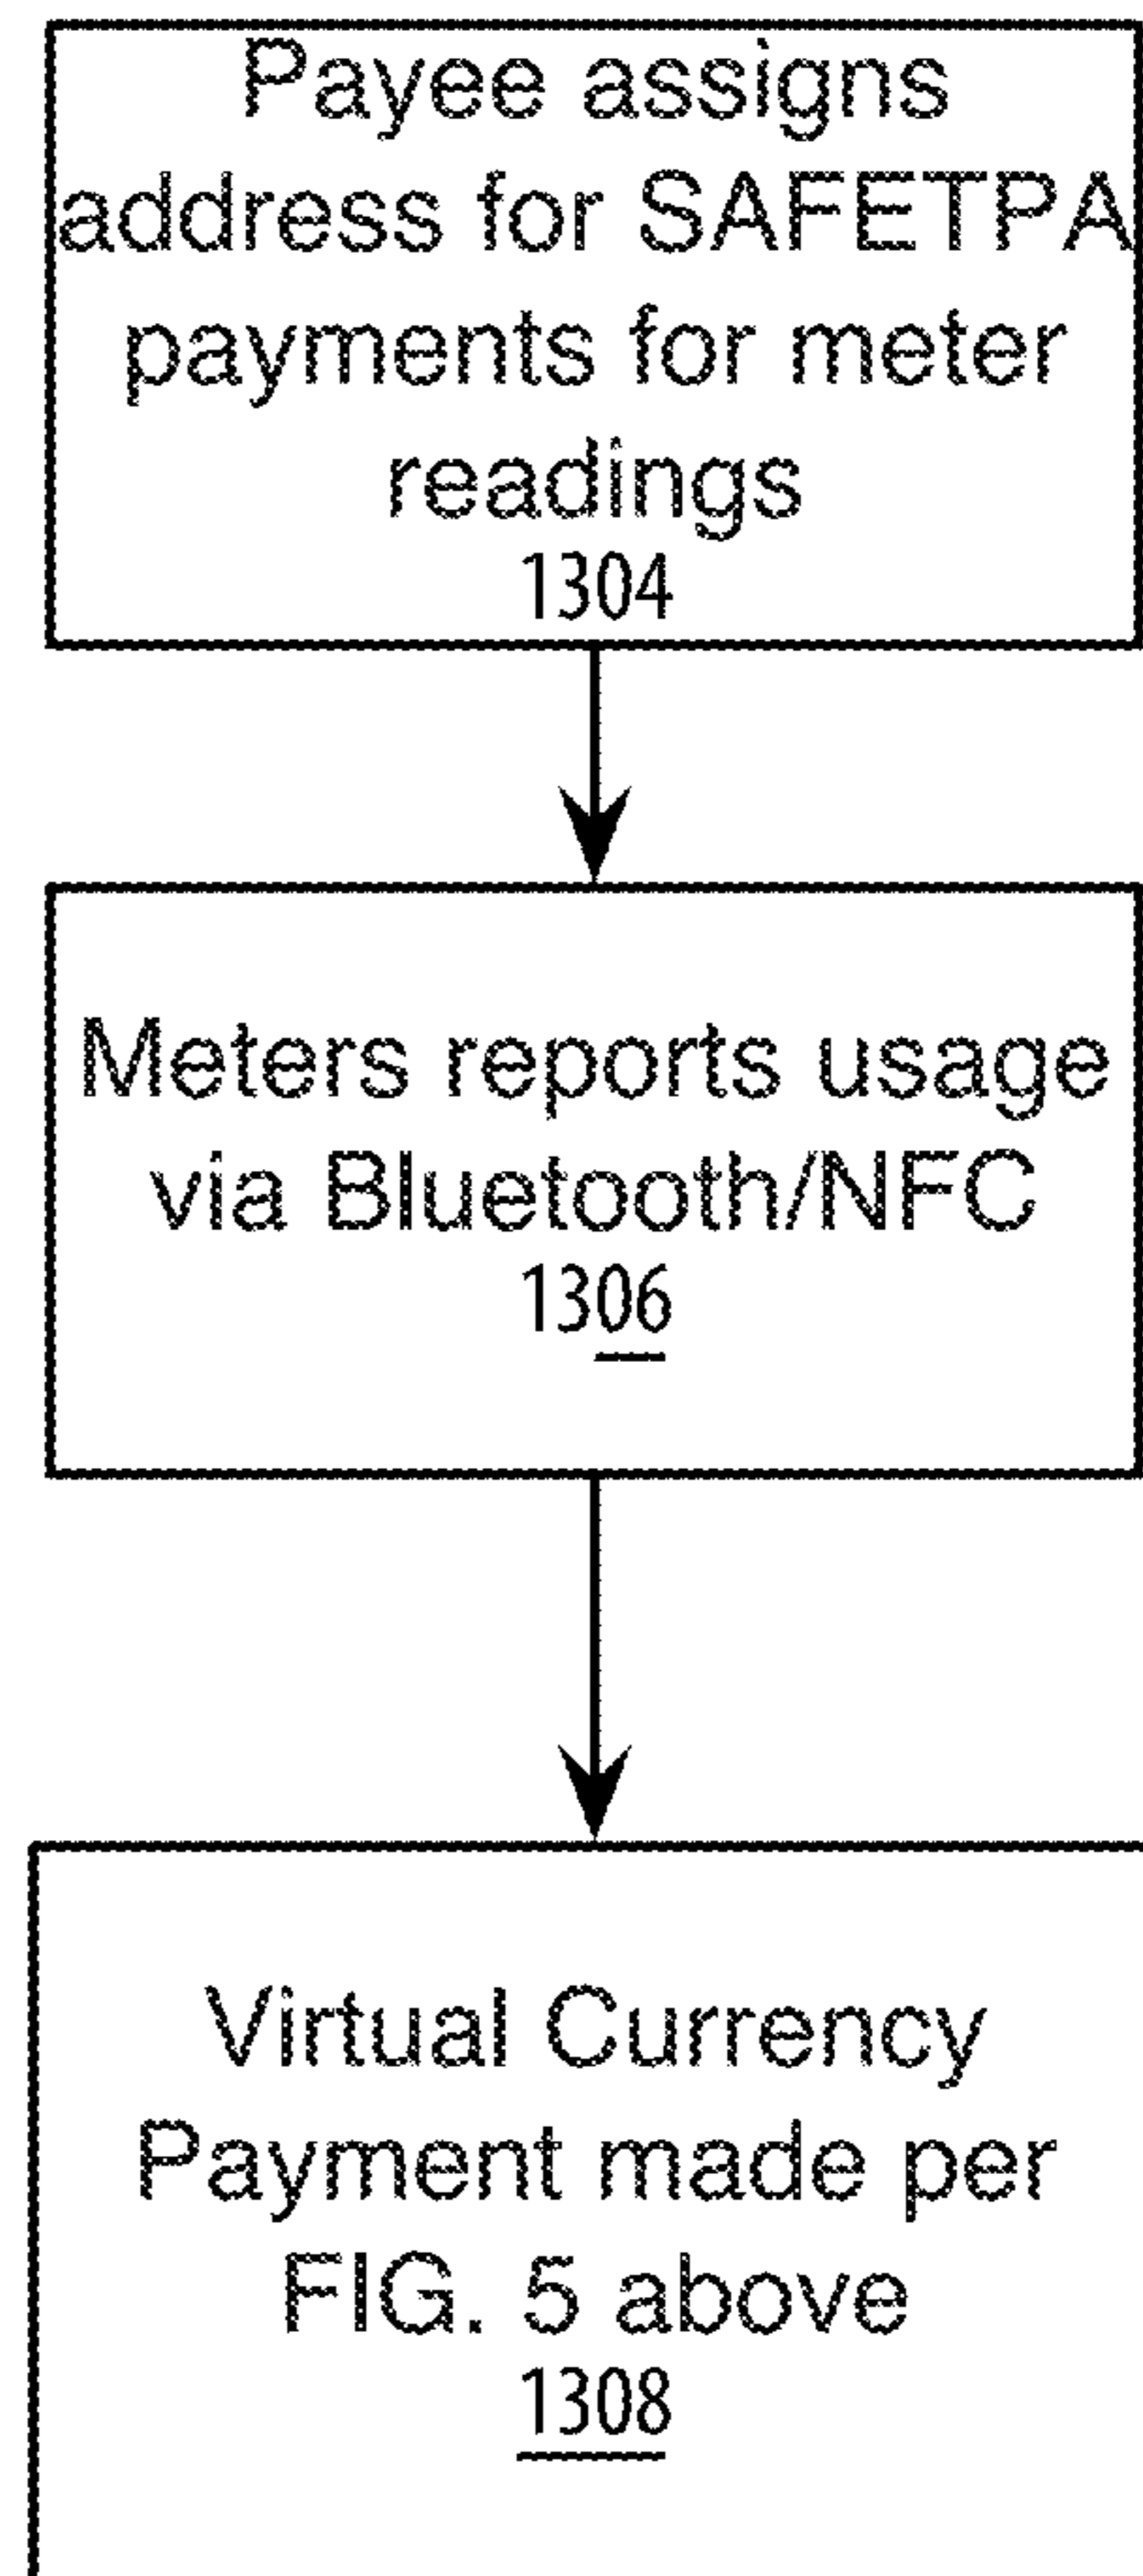 Payee assigns
address for SAFETPA
payments for meter
readings
1304
Meters reports usage
via Bluetooth/NFC
1306
Virtual Currency
Payment made per
FIG. 5 above
1308